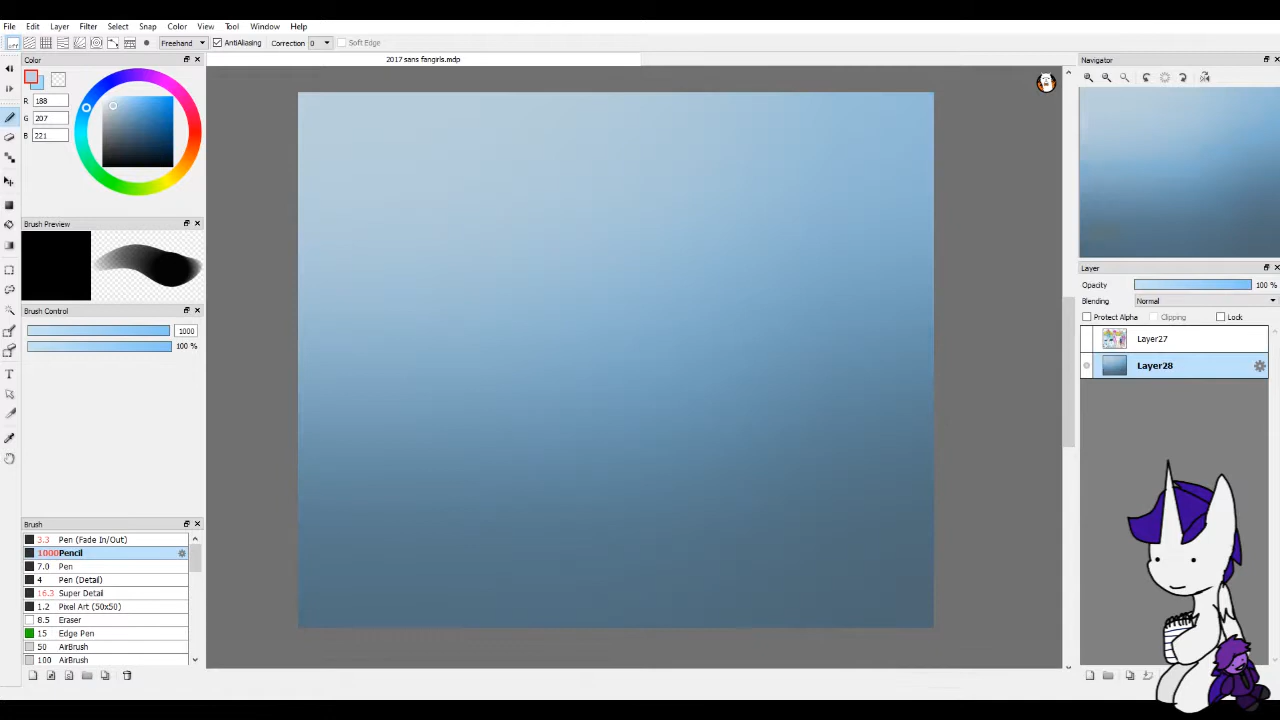 File Edit Layer Filter Select Snap Color View Tool Window Help
Freehand AntiAliasing Correction 0 Soft Edge
2017 sans fangirls.mdp
Color
R 188
G 207
B 221
Brush Preview
Brush Control
1000
100 %
Brush
3.3 Pen (Fade In/Out)
1000 Pencil
7.0 Pen
4 Pen (Detail)
16.3 Super Detail
1.2 Pixel Art (50x50)
8.5 Eraser
15 Edge Pen
50 AirBrush
100 AirBrush
Navigator
Layer
Opacity 100 %
Blending Normal
Protect Alpha Clipping Lock
Layer27
Layer28